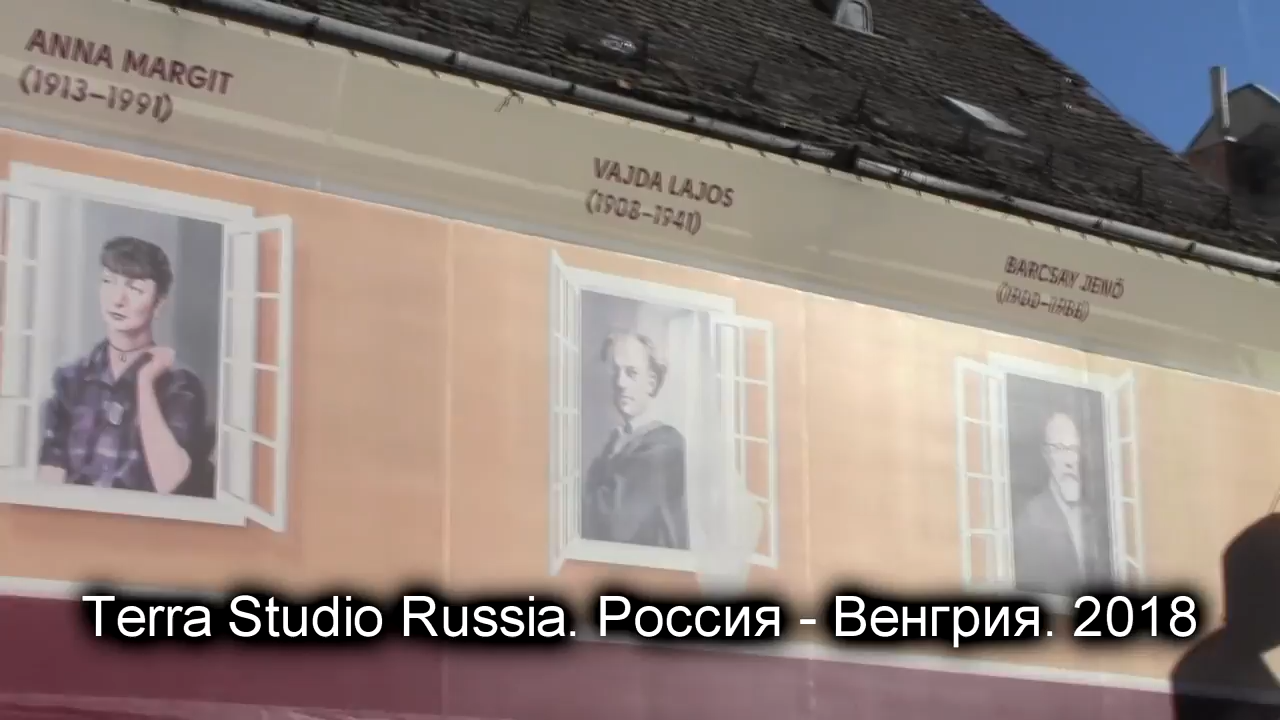 ANNA MARGIT
(1913–1991)
VAJDA LAJOS
(1908–1941)
BARCSAY JENŐ
Terra Studio Russia. Россия - Венгрия. 2018